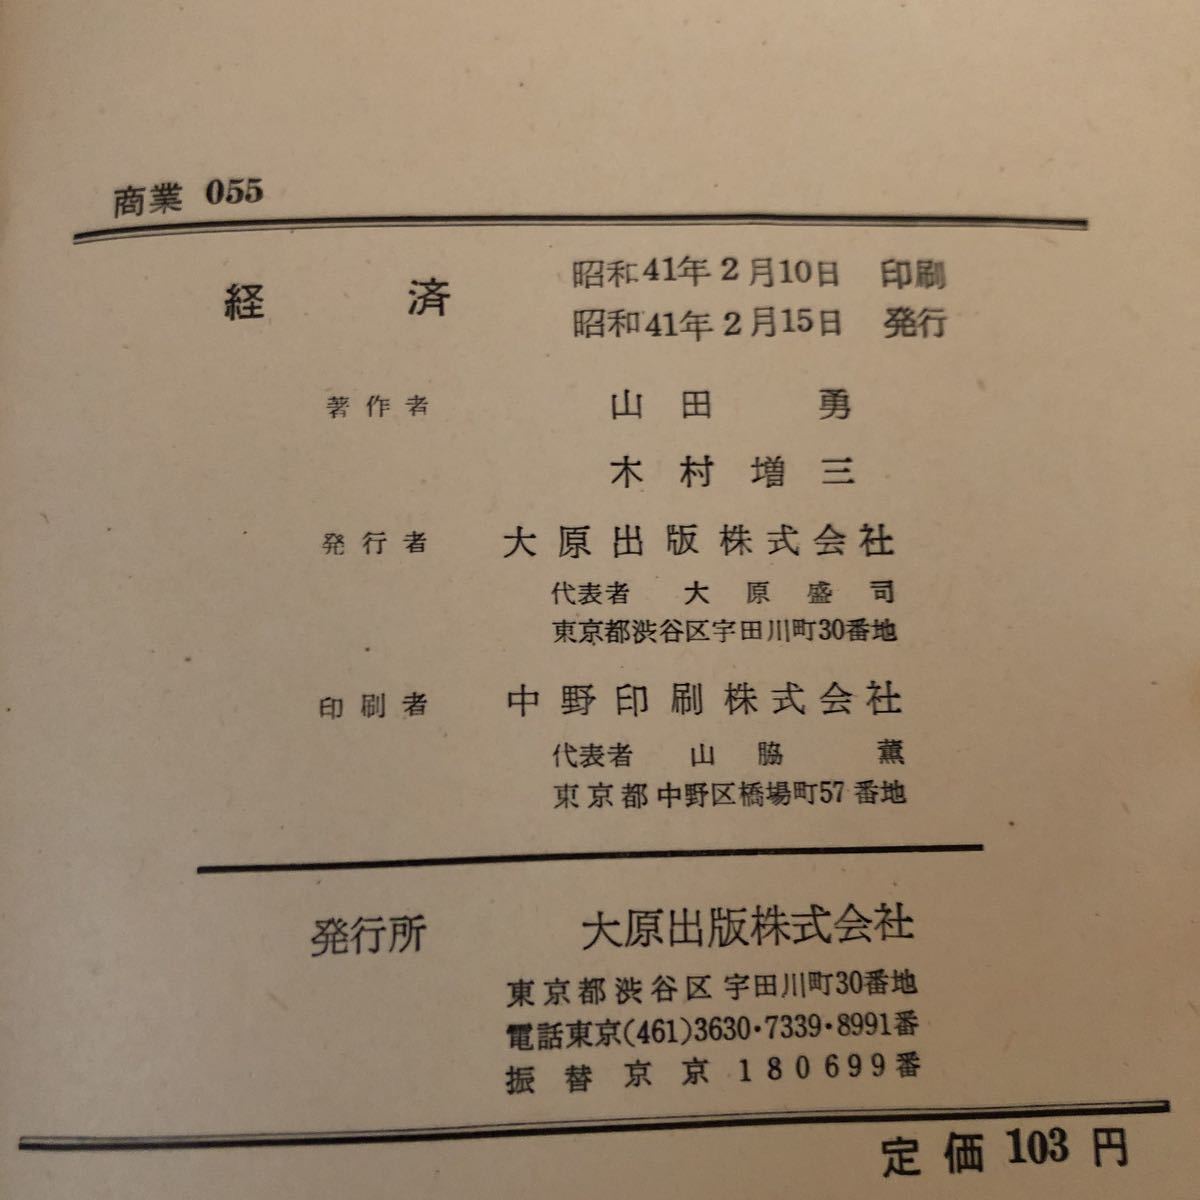 商業 055
経済
昭和41年2月10日 印刷
昭和41年2月15日 発行
著作者 山田 勇
木村増三
発行者 大原出版株式会社
代表者 大原盛司
東京都渋谷区宇田川町30番地
印刷者 中野印刷株式会社
代表者 山脇 薫
東京都中野区橋場町57番地
発行所 大原出版株式会社
東京都渋谷区宇田川町30番地
電話東京(461)3630・7339・8991番
振替京京180699番
定価 103 円